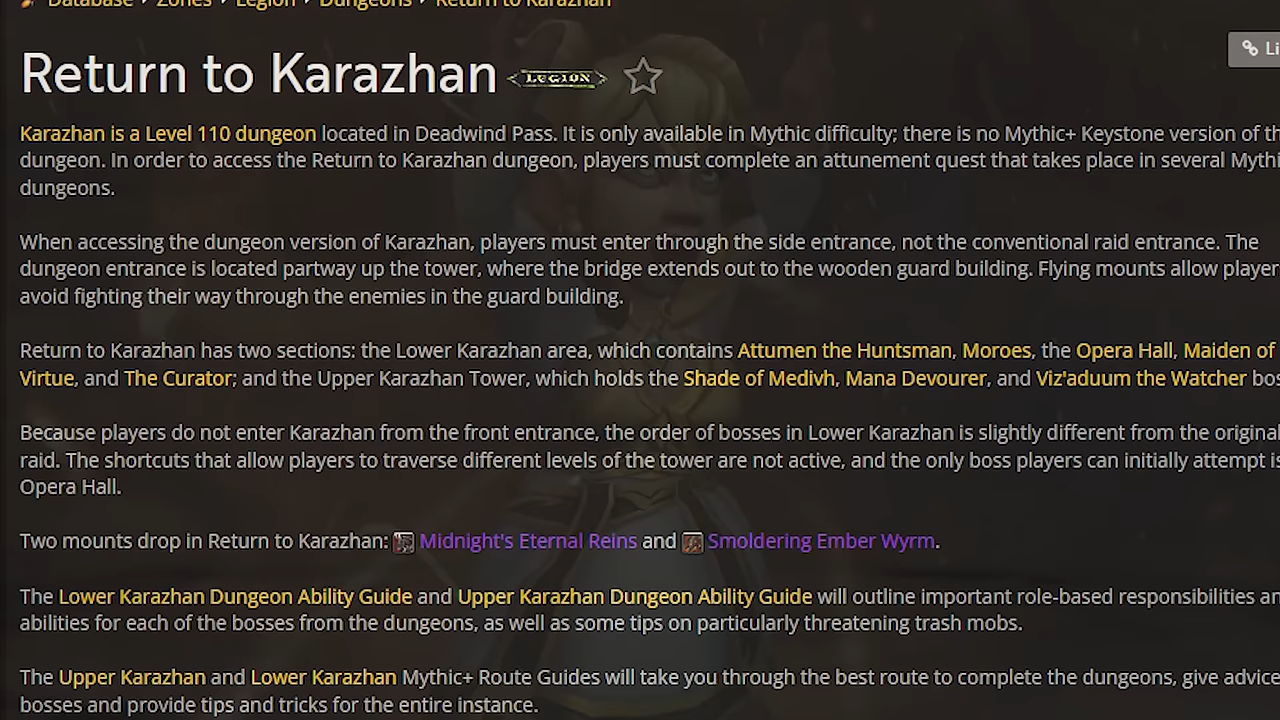 Database › Zones › Legion › Dungeons › Return to Karazhan
Li
Return to Karazhan LEGION
Karazhan is a Level 110 dungeon located in Deadwind Pass. It is only available in Mythic difficulty; there is no Mythic+ Keystone version of th
dungeon. In order to access the Return to Karazhan dungeon, players must complete an attunement quest that takes place in several Mythi
dungeons.
When accessing the dungeon version of Karazhan, players must enter through the side entrance, not the conventional raid entrance. The
dungeon entrance is located partway up the tower, where the bridge extends out to the wooden guard building. Flying mounts allow player
avoid fighting their way through the enemies in the guard building.
Return to Karazhan has two sections: the Lower Karazhan area, which contains Attumen the Huntsman, Moroes, the Opera Hall, Maiden of
Virtue, and The Curator; and the Upper Karazhan Tower, which holds the Shade of Medivh, Mana Devourer, and Viz'aduum the Watcher bos
Because players do not enter Karazhan from the front entrance, the order of bosses in Lower Karazhan is slightly different from the original
raid. The shortcuts that allow players to traverse different levels of the tower are not active, and the only boss players can initially attempt is
Opera Hall.
Two mounts drop in Return to Karazhan: Midnight's Eternal Reins and Smoldering Ember Wyrm.
The Lower Karazhan Dungeon Ability Guide and Upper Karazhan Dungeon Ability Guide will outline important role-based responsibilities an
abilities for each of the bosses from the dungeons, as well as some tips on particularly threatening trash mobs.
The Upper Karazhan and Lower Karazhan Mythic+ Route Guides will take you through the best route to complete the dungeons, give advice
bosses and provide tips and tricks for the entire instance.